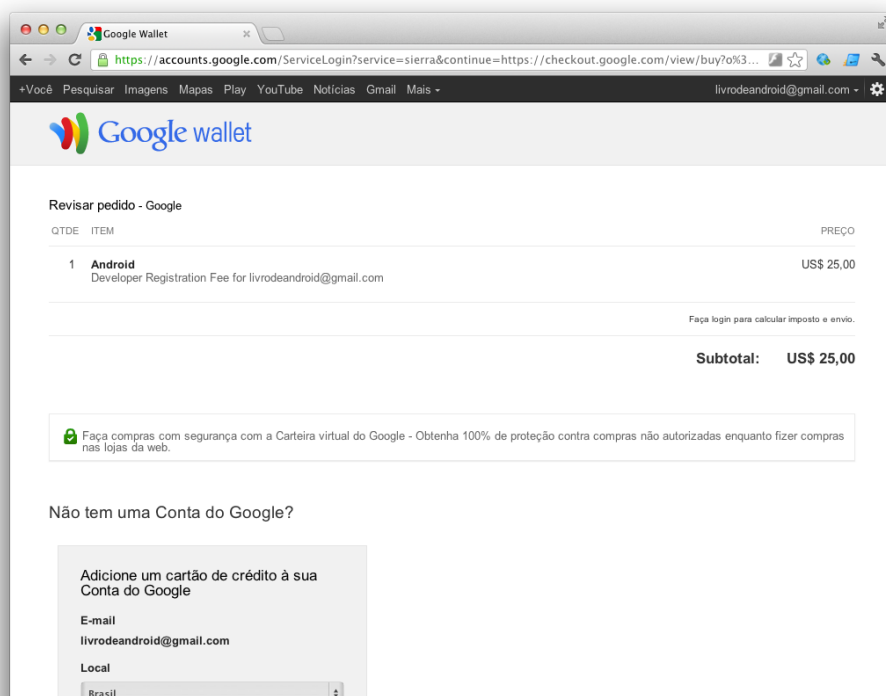 Google Wallet
https://accounts.google.com/ServiceLogin?service=sierra&continue=https://checkout.google.com/view/buy?o%3...
+Você Pesquisar Imagens Mapas Play YouTube Notícias Gmail Mais livrodeandroid@gmail.com
Google wallet
Revisar pedido - Google
QTDE ITEM PREÇO
1 Android US$ 25,00
Developer Registration Fee for livrodeandroid@gmail.com
Faça login para calcular imposto e envio.
Subtotal: US$ 25,00
Faça compras com segurança com a Carteira virtual do Google - Obtenha 100% de proteção contra compras não autorizadas enquanto fizer compras
nas lojas da web.
Não tem uma Conta do Google?
Adicione um cartão de crédito à sua
Conta do Google
E-mail
livrodeandroid@gmail.com
Local
Brasil